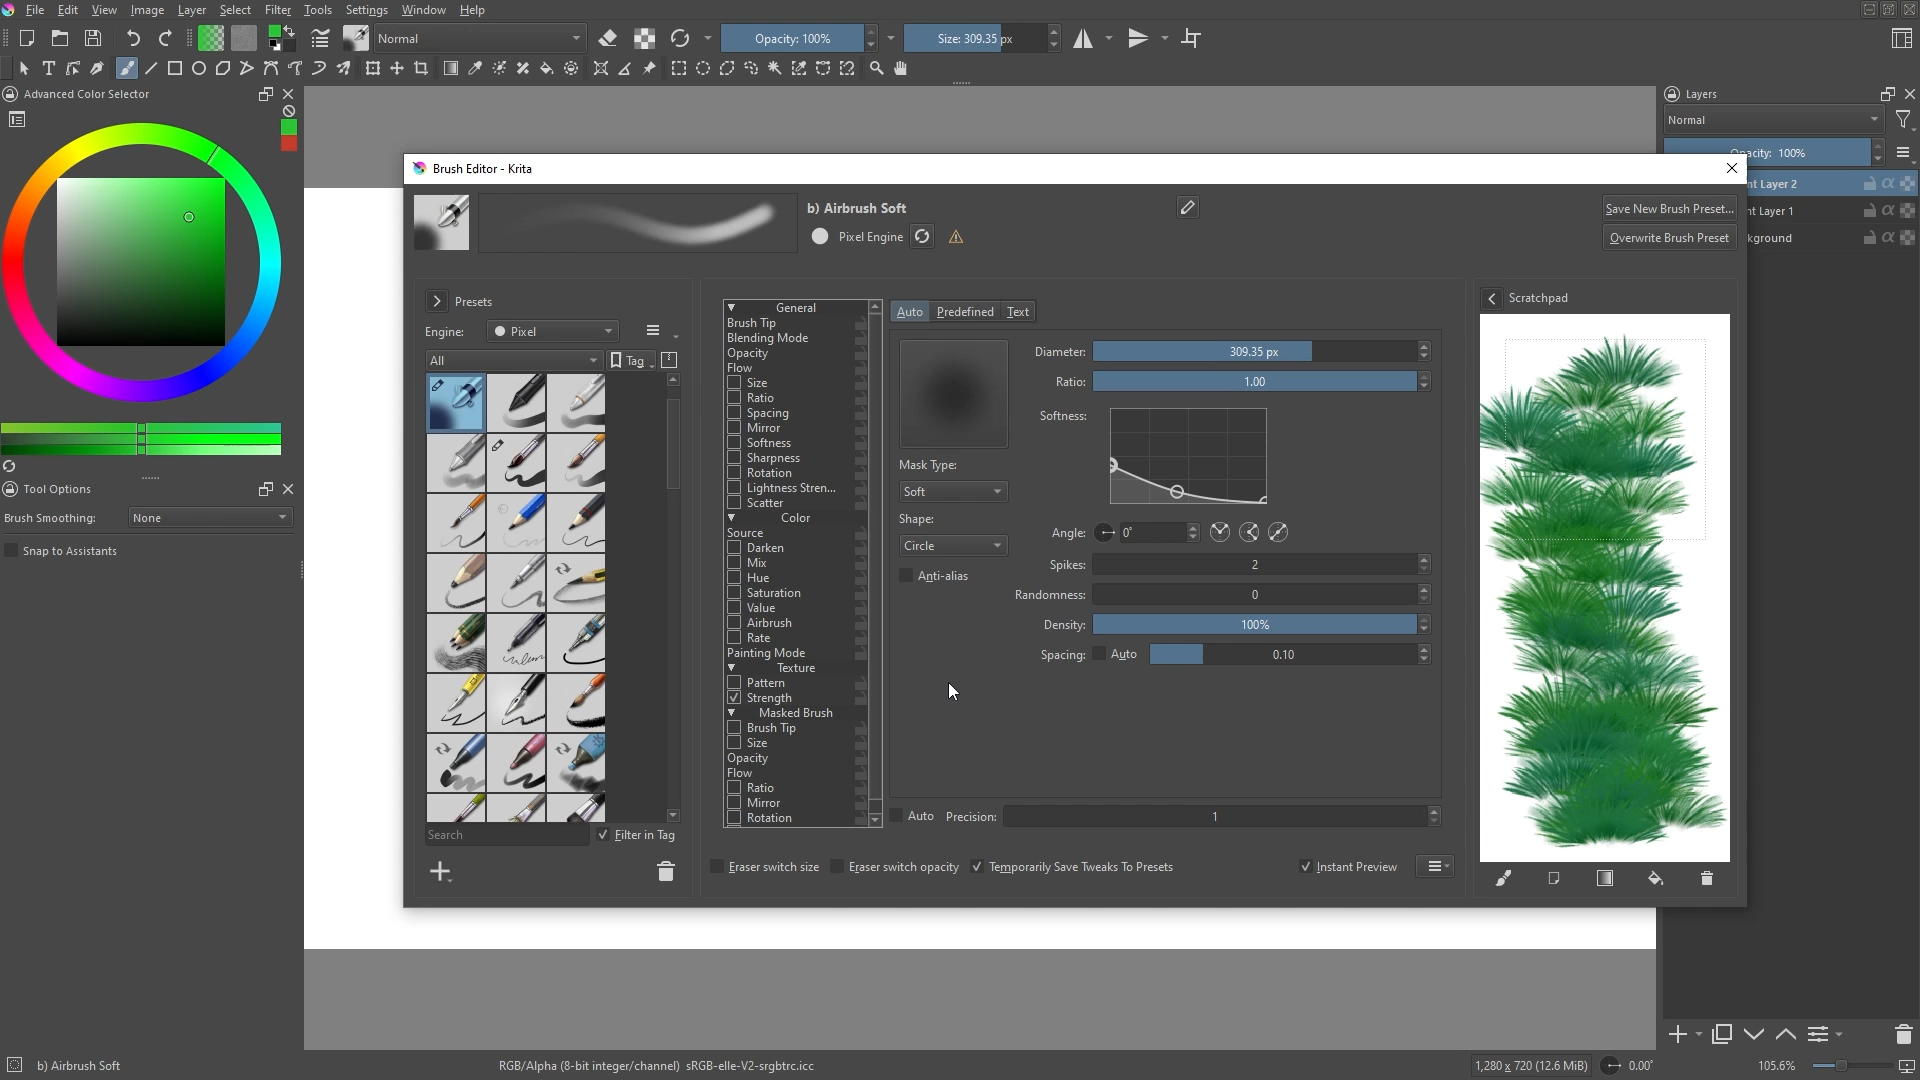 File Edit View Image Layer Select Filter Tools Settings Window Help
Normal
Opacity: 100%
Size: 309.35 px
Advanced Color Selector
Tool Options
Brush Smoothing: None
Snap to Assistants
Layers
Normal
Opacity: 100%
nt Layer 2
nt Layer 1
kground
Brush Editor - Krita
b) Airbrush Soft
Pixel Engine
Save New Brush Preset...
Overwrite Brush Preset
Presets
Engine: Pixel
All
Tag
Search
Filter in Tag
General
Brush Tip
Blending Mode
Opacity
Flow
Size
Ratio
Spacing
Mirror
Softness
Sharpness
Rotation
Lightness Stren...
Scatter
Color
Source
Darken
Mix
Hue
Saturation
Value
Airbrush
Rate
Painting Mode
Texture
Pattern
Strength
Masked Brush
Brush Tip
Size
Opacity
Flow
Ratio
Mirror
Rotation
Auto Predefined Text
Mask Type:
Soft
Shape:
Circle
Anti-alias
Diameter: 309.35 px
Ratio: 1.00
Softness:
Angle: 0°
Spikes: 2
Randomness: 0
Density: 100%
Spacing: Auto 0.10
Auto Precision: 1
Eraser switch size
Eraser switch opacity
Temporarily Save Tweaks To Presets
Instant Preview
Scratchpad
b) Airbrush Soft
RGB/Alpha (8-bit integer/channel) sRGB-elle-V2-srgbtrc.icc
1,280 x 720 (12.6 MiB)
0.00°
105.6%